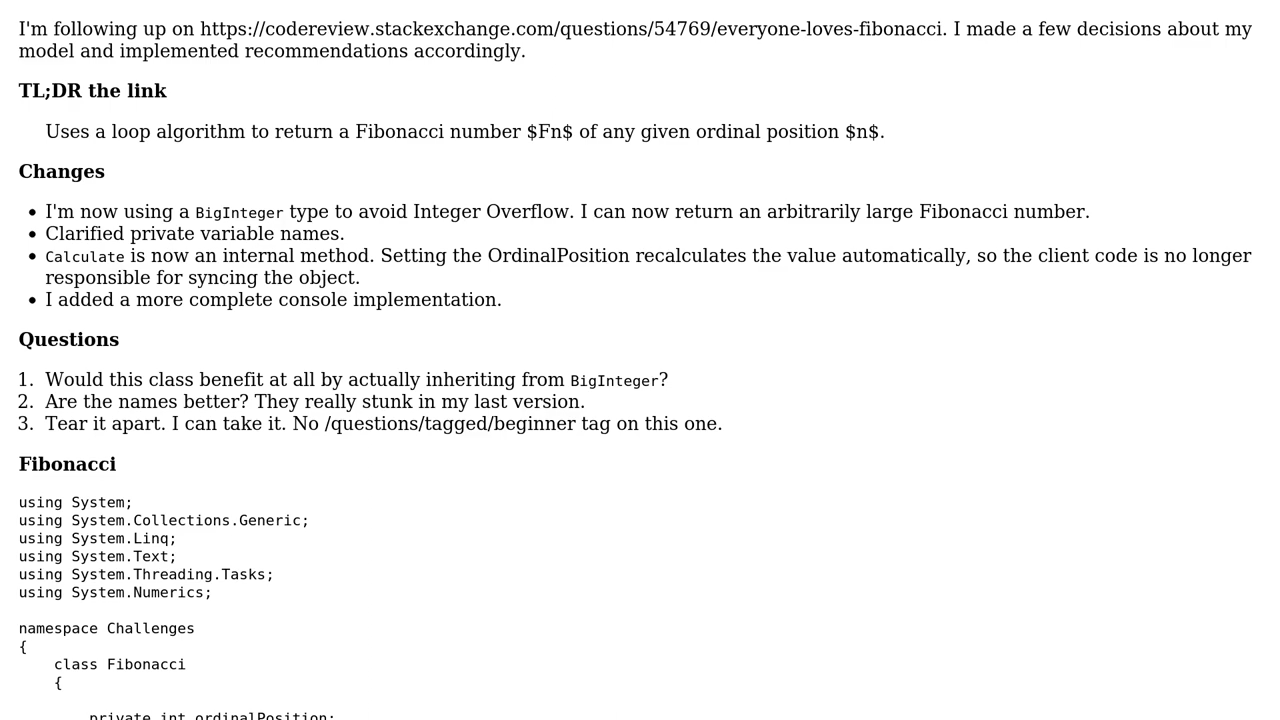 I'm following up on https://codereview.stackexchange.com/questions/54769/everyone-loves-fibonacci. I made a few decisions about my
model and implemented recommendations accordingly.
TL;DR the link
Uses a loop algorithm to return a Fibonacci number $Fn$ of any given ordinal position $n$.
Changes
• I'm now using a BigInteger type to avoid Integer Overflow. I can now return an arbitrarily large Fibonacci number.
• Clarified private variable names.
• Calculate is now an internal method. Setting the OrdinalPosition recalculates the value automatically, so the client code is no longer
responsible for syncing the object.
• I added a more complete console implementation.
Questions
1. Would this class benefit at all by actually inheriting from BigInteger?
2. Are the names better? They really stunk in my last version.
3. Tear it apart. I can take it. No /questions/tagged/beginner tag on this one.
Fibonacci
using System;
using System.Collections.Generic;
using System.Linq;
using System.Text;
using System.Threading.Tasks;
using System.Numerics;
namespace Challenges
{
class Fibonacci
{
private int ordinalPosition;